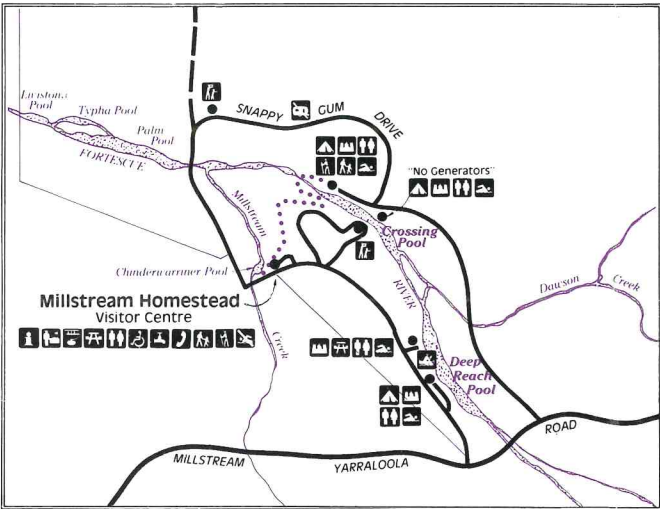 SNAPPY GUM DRIVE
Livistona
Pool
Typha Pool
Palm
Pool
FORTESCUE
"No Generators"
Millstream
Crossing
Pool
Chinderwarriner Pool
RIVER
Dawson
Creek
Millstream Homestead
Visitor Centre
Creek
Deep
Reach
Pool
MILLSTREAM YARRALOOLA ROAD